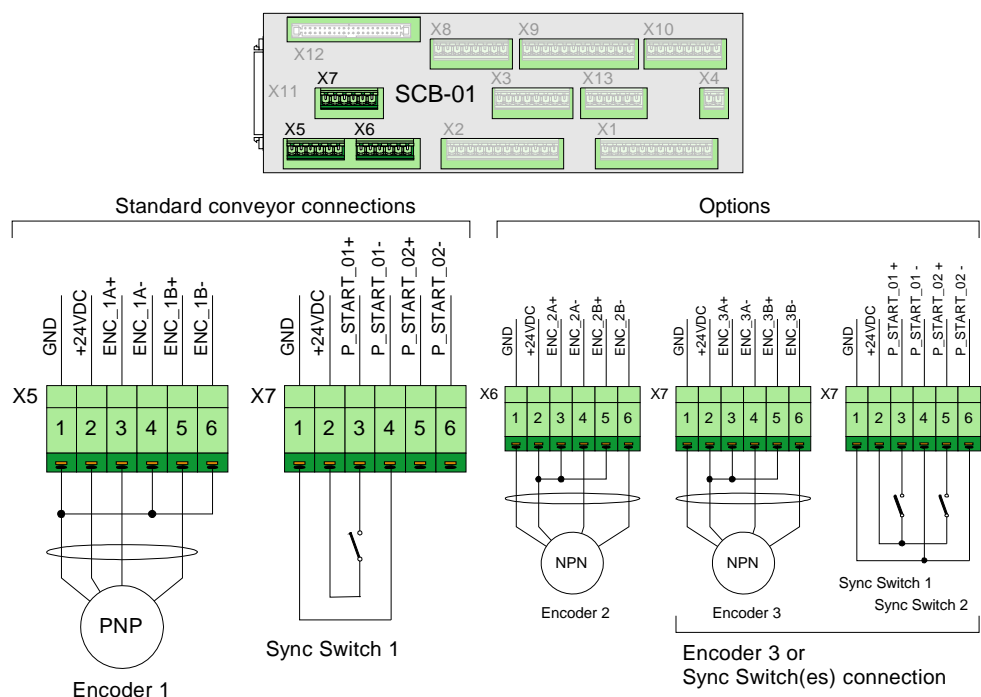 X12 X8 X9 X10
X11 X7 SCB-01 X3 X13 X4
X5 X6 X2 X1
Standard conveyor connections
GND
+24VDC
ENC_1A+
ENC_1A-
ENC_1B+
ENC_1B-
X5
1 2 3 4 5 6
PNP
Encoder 1
GND
+24VDC
P_START_01+
P_START_01-
P_START_02+
P_START_02-
X7
1 2 3 4 5 6
Sync Switch 1
Options
GND
+24VDC
ENC_2A+
ENC_2A-
ENC_2B+
ENC_2B-
X6
1 2 3 4 5 6
NPN
Encoder 2
GND
+24VDC
ENC_3A+
ENC_3A-
ENC_3B+
ENC_3B-
X7
1 2 3 4 5 6
NPN
Encoder 3
GND
+24VDC
P_START_01 +
P_START_01 -
P_START_02 +
P_START_02 -
X7
1 2 3 4 5 6
Sync Switch 1
Sync Switch 2
Encoder 3 or
Sync Switch(es) connection